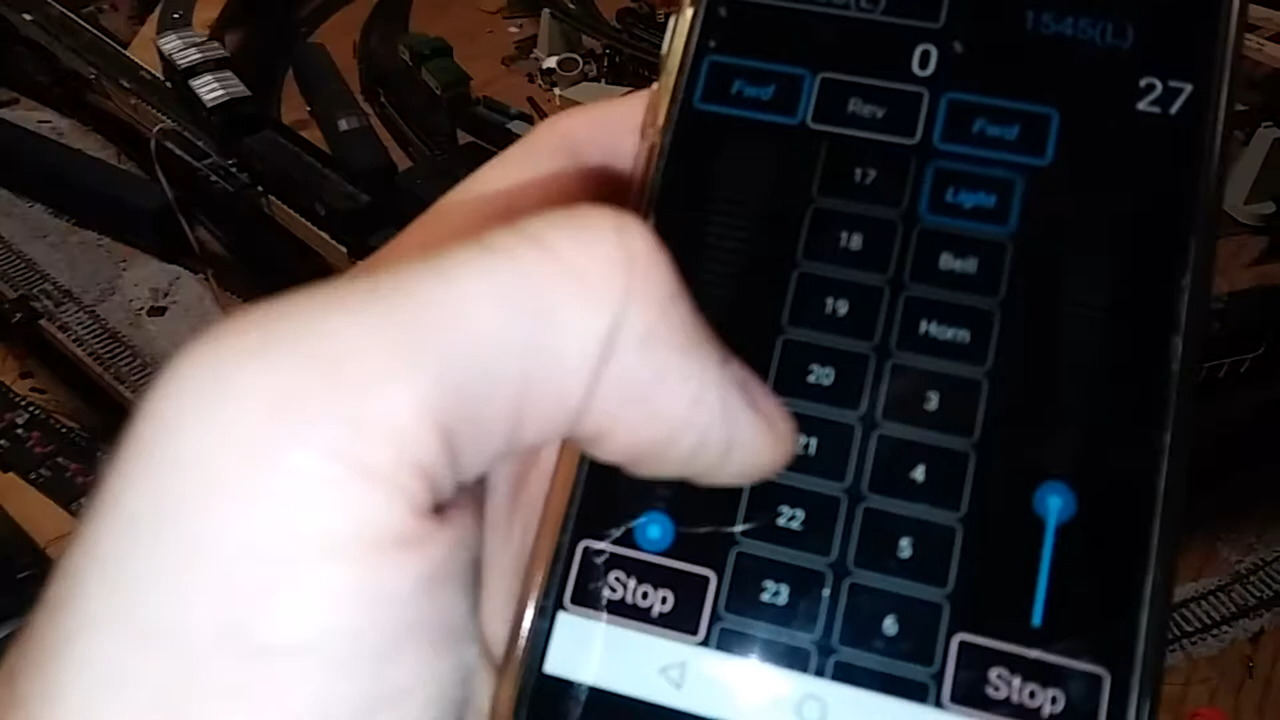 (L)
1545(L)
0
27
Fwd
Rev
Fwd
17
Light
18
Bell
19
Horn
20
3
21
4
22
5
23
6
Stop
Stop